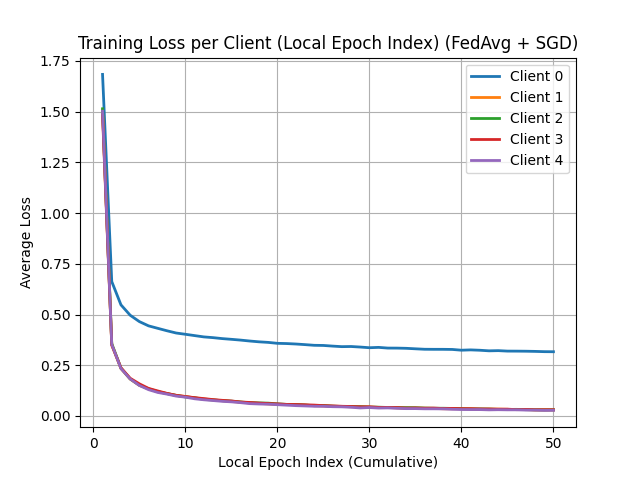 Training Loss per Client (Local Epoch Index) (FedAvg + SGD)
Average Loss
1.75
1.50
1.25
1.00
0.75
0.50
0.25
0.00
Client 0
Client 1
Client 2
Client 3
Client 4
0 10 20 30 40 50
Local Epoch Index (Cumulative)